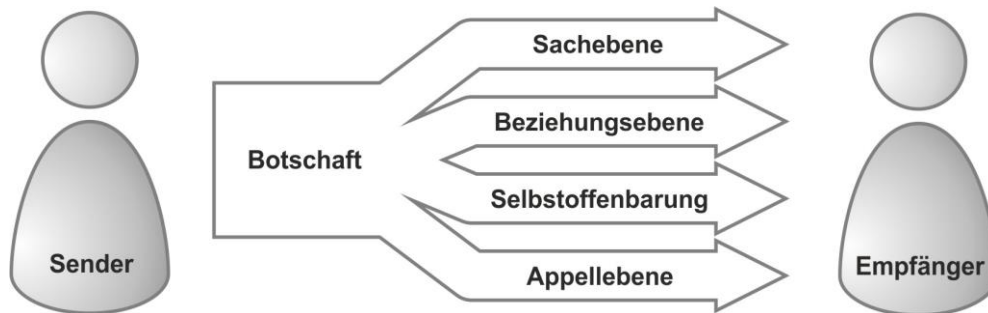 Sachebene
Beziehungsebene
Botschaft
Selbstoffenbarung
Sender
Appellebene
Empfänger